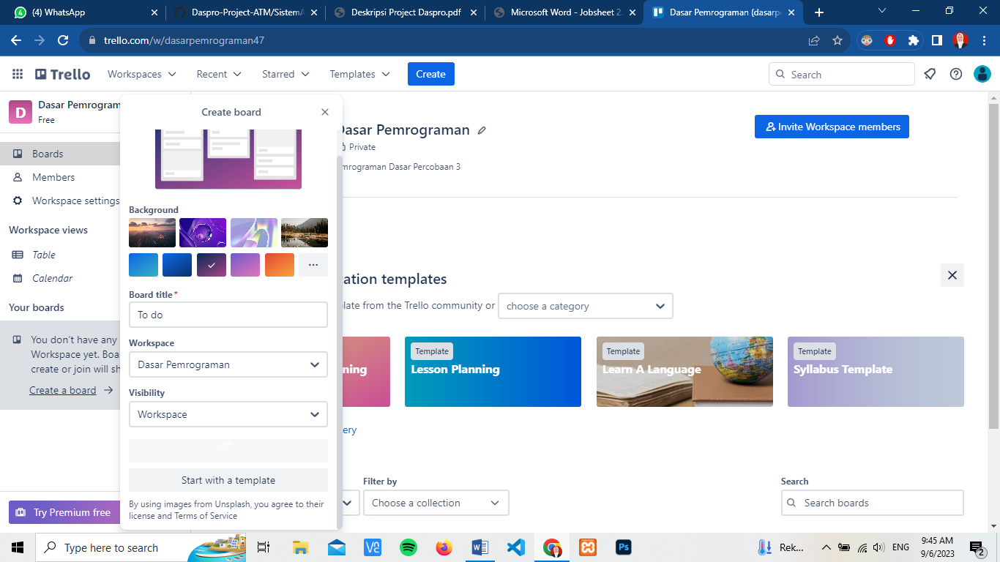 (4) WhatsApp
Daspro-Project-ATM/Sistem
Deskripsi Project Daspro.pdf
Microsoft Word - Jobsheet 2.
Dasar Pemrograman (dasarp
trello.com/w/dasarpemrograman47
Trello
Workspaces
Recent
Starred
Templates
Create
Search
D
Dasar Pemrogram
Free
Boards
Members
Workspace settings
Workspace views
Table
Calendar
Your boards
You don't have any
Workspace yet. Boa
create or join will sh
Create a board
Try Premium free
Create board
Background
Board title*
To do
Workspace
Dasar Pemrograman
Visibility
Workspace
Start with a template
By using images from Unsplash, you agree to their
license and Terms of Service
Dasar Pemrograman
Private
mrograman Dasar Percobaan 3
Invite Workspace members
ation templates
plate from the Trello community or
choose a category
ning
Template
Lesson Planning
Template
Learn A Language
Template
Syllabus Template
ery
Filter by
Choose a collection
Search
Search boards
Type here to search
W
Ps
Rek...
ENG
9:45 AM
9/6/2023
2